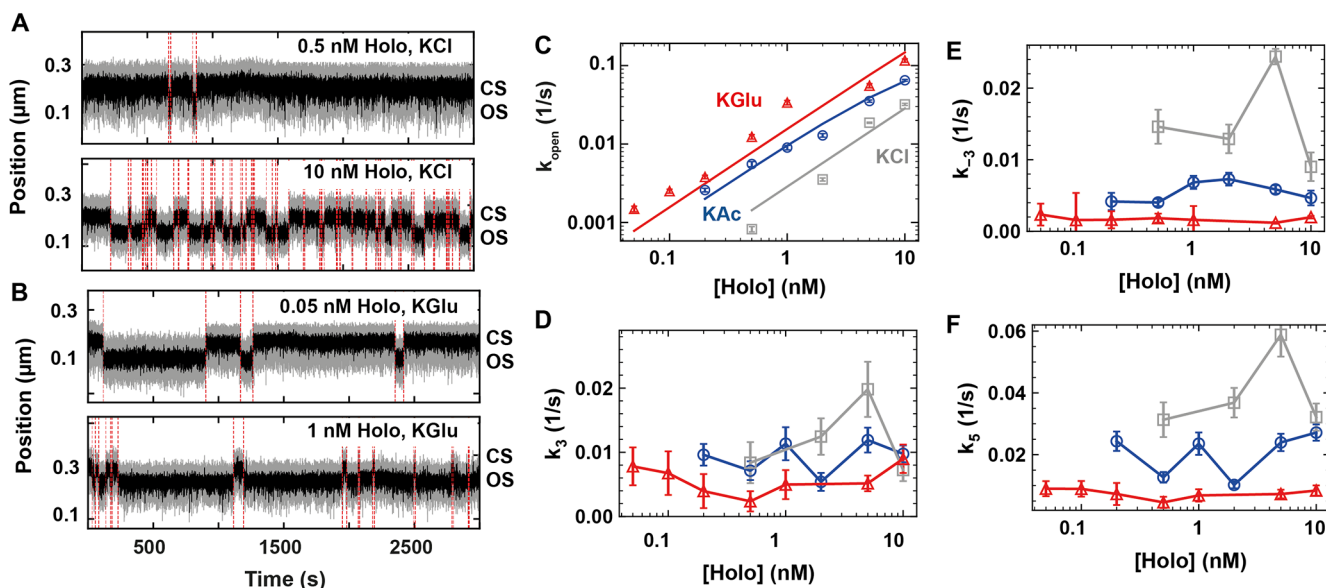 A
0.5 nM Holo, KCl
0.3
0.1
CS
OS
10 nM Holo, KCl
0.3
0.1
CS
OS
Position (µm)
B
0.05 nM Holo, KGlu
0.3
0.1
CS
OS
1 nM Holo, KGlu
0.3
0.1
CS
OS
Position (µm)
500
1500
2500
Time (s)
C
0.1
0.01
0.001
k open (1/s)
KGlu
KAc
KCl
0.1
1
10
[Holo] (nM)
D
0.02
0.01
0.00
k3 (1/s)
0.1
1
10
[Holo] (nM)
E
0.02
0.01
0.00
k-3 (1/s)
0.1
1
10
[Holo] (nM)
F
0.06
0.04
0.02
k5 (1/s)
0.1
1
10
[Holo] (nM)